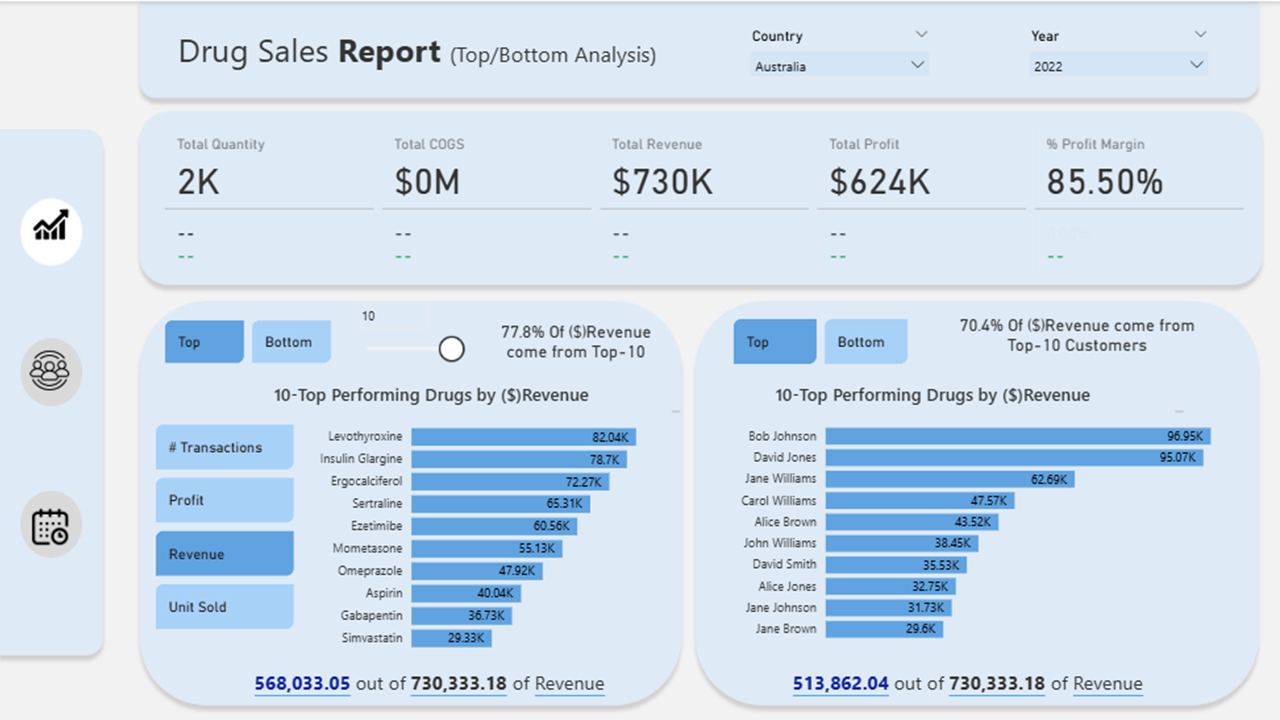 Drug Sales Report (Top/Bottom Analysis)
Country
Australia
Year
2022
Total Quantity
2K
--
--
Total COGS
$0M
--
--
Total Revenue
$730K
--
--
Total Profit
$624K
--
--
% Profit Margin
85.50%
--
Top
Bottom
10
77.8% Of ($)Revenue
come from Top-10
10-Top Performing Drugs by ($)Revenue
# Transactions
Profit
Revenue
Unit Sold
Levothyroxine 82.04K
Insulin Glargine 78.7K
Ergocalciferol 72.27K
Sertraline 65.31K
Ezetimibe 60.56K
Mometasone 55.13K
Omeprazole 47.92K
Aspirin 40.04K
Gabapentin 36.73K
Simvastatin 29.33K
568,033.05 out of 730,333.18 of Revenue
Top
Bottom
70.4% Of ($)Revenue come from
Top-10 Customers
10-Top Performing Drugs by ($)Revenue
Bob Johnson 96.95K
David Jones 95.07K
Jane Williams 62.69K
Carol Williams 47.57K
Alice Brown 43.52K
John Williams 38.45K
David Smith 35.53K
Alice Jones 32.75K
Jane Johnson 31.73K
Jane Brown 29.6K
513,862.04 out of 730,333.18 of Revenue